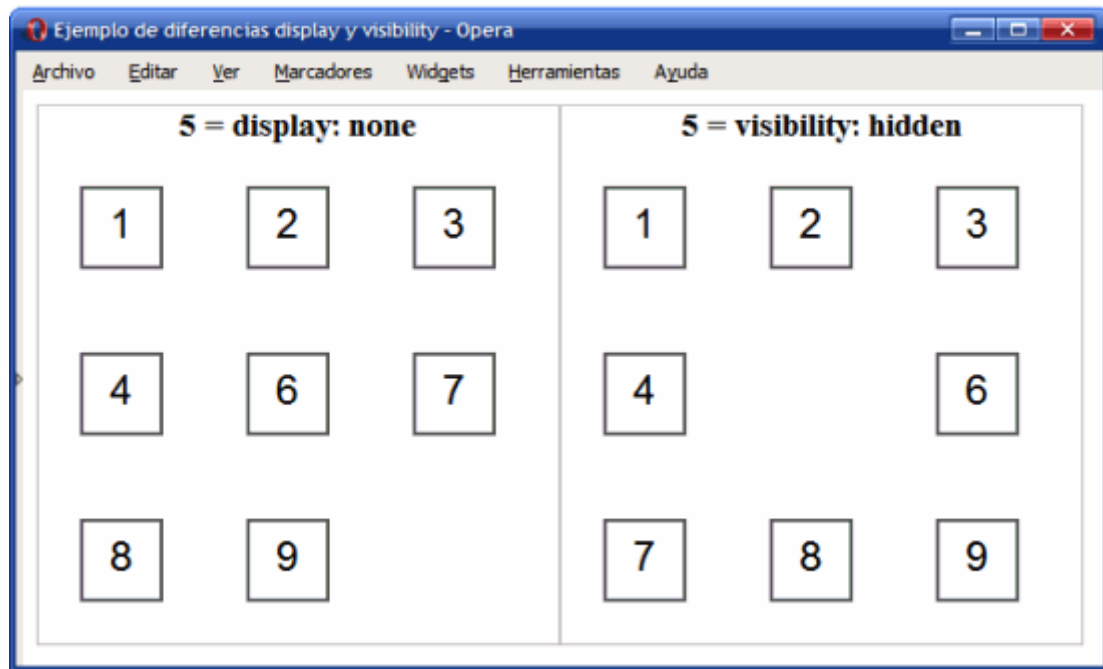 Ejemplo de diferencias display y visibility - Opera
Archivo Editar Ver Marcadores Widgets Herramientas Ayuda
5 = display: none
1 2 3
4 6 7
8 9
5 = visibility: hidden
1 2 3
4 6
7 8 9